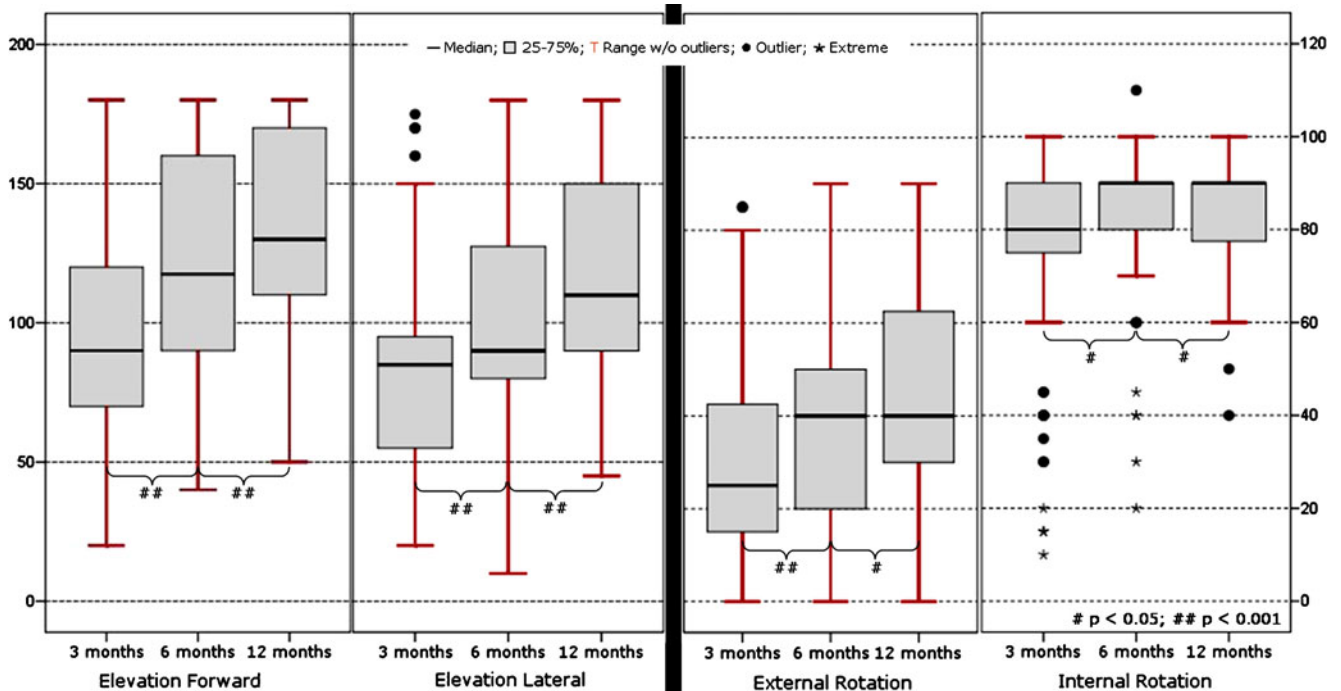 200
150
100
50
0
— Median; 25-75%; T Range w/o outliers; ● Outlier; ★ Extreme
120
100
80
60
40
20
0
## ##
## ##
## #
# #
# p < 0.05; ## p < 0.001
3 months 6 months 12 months
Elevation Forward
3 months 6 months 12 months
Elevation Lateral
3 months 6 months 12 months
External Rotation
3 months 6 months 12 months
Internal Rotation